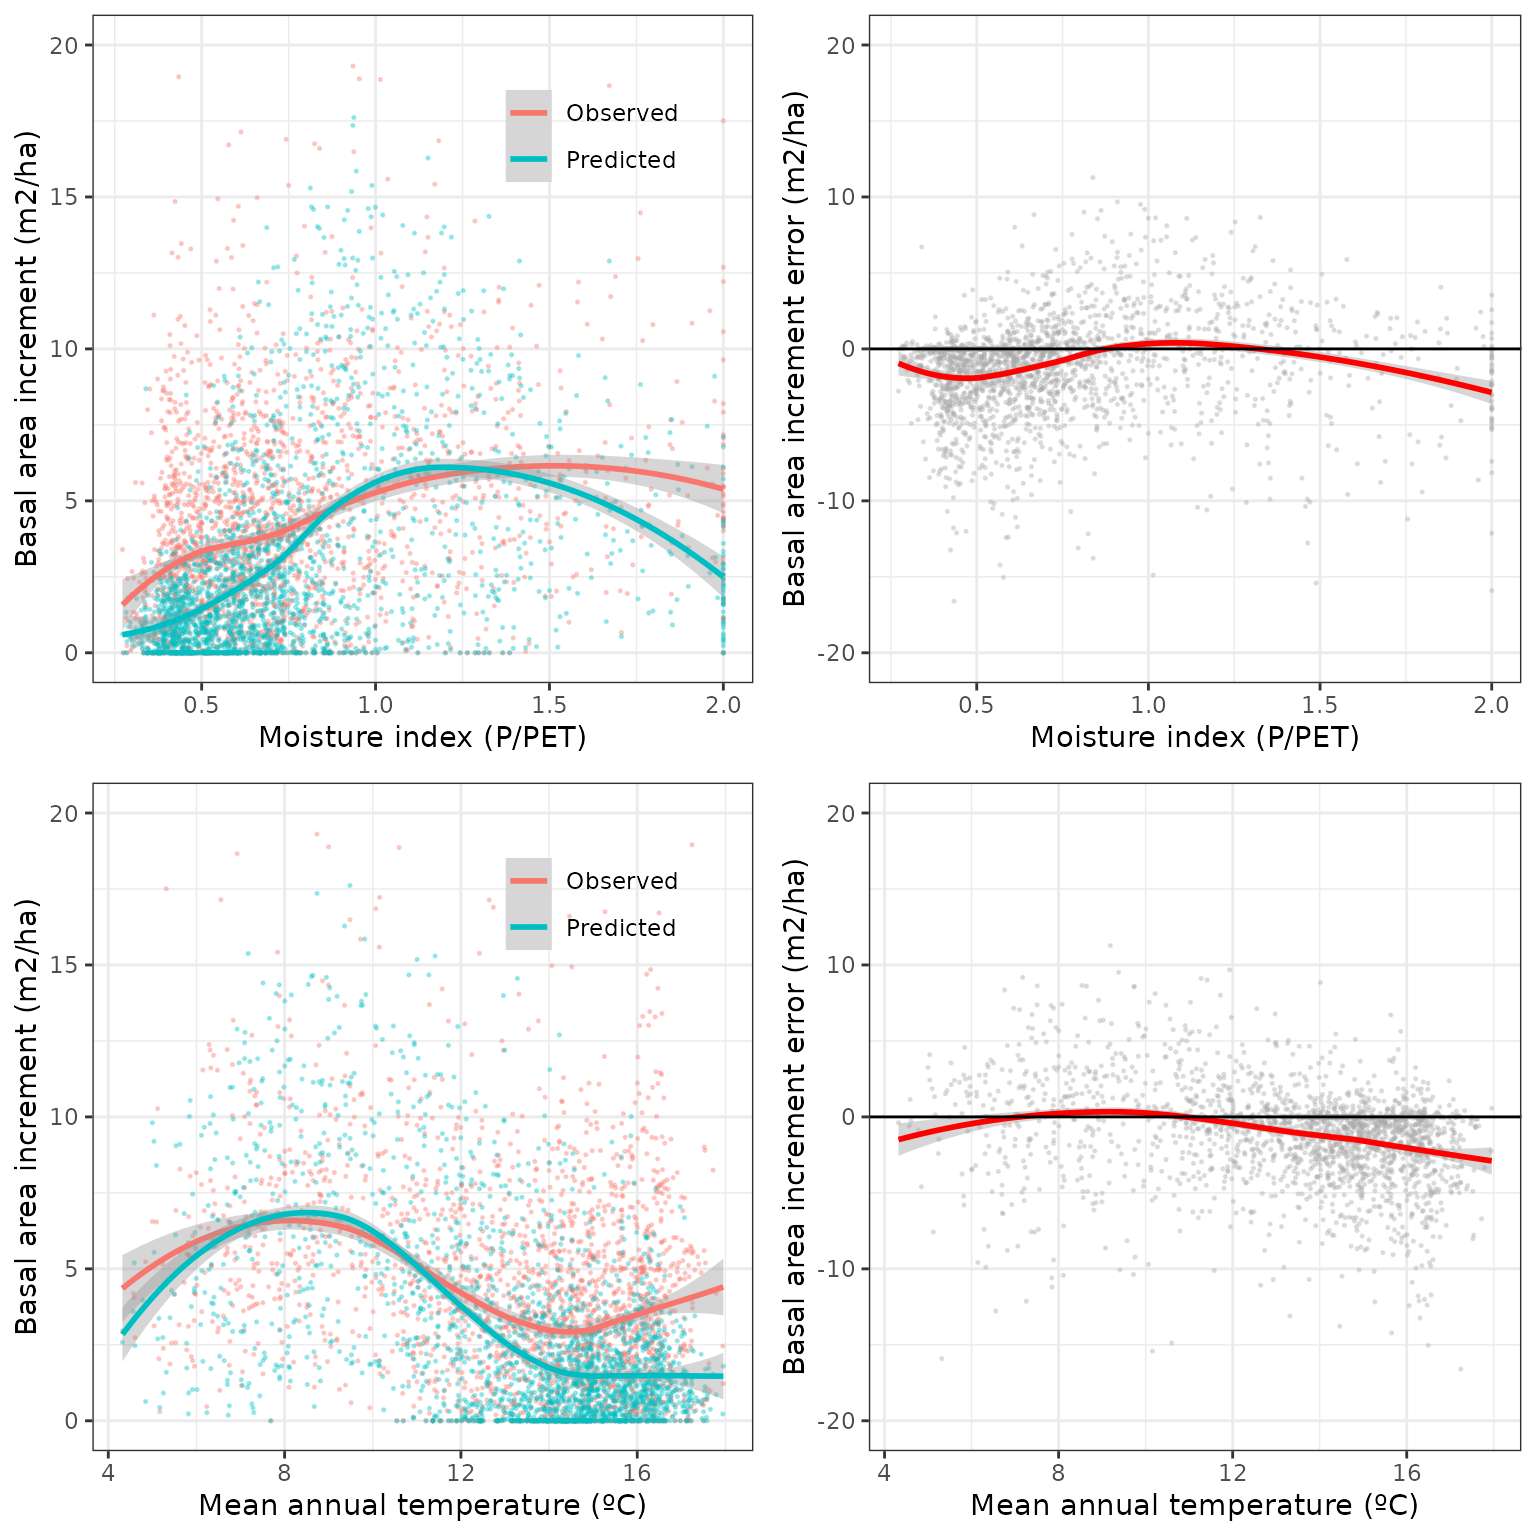 20
15
10
5
0
Basal area increment (m2/ha)
Observed
Predicted
0.5 1.0 1.5 2.0
Moisture index (P/PET)
20
10
0
-10
-20
Basal area increment error (m2/ha)
0.5 1.0 1.5 2.0
Moisture index (P/PET)
20
15
10
5
0
Basal area increment (m2/ha)
Observed
Predicted
4 8 12 16
Mean annual temperature (ºC)
20
10
0
-10
-20
Basal area increment error (m2/ha)
4 8 12 16
Mean annual temperature (ºC)